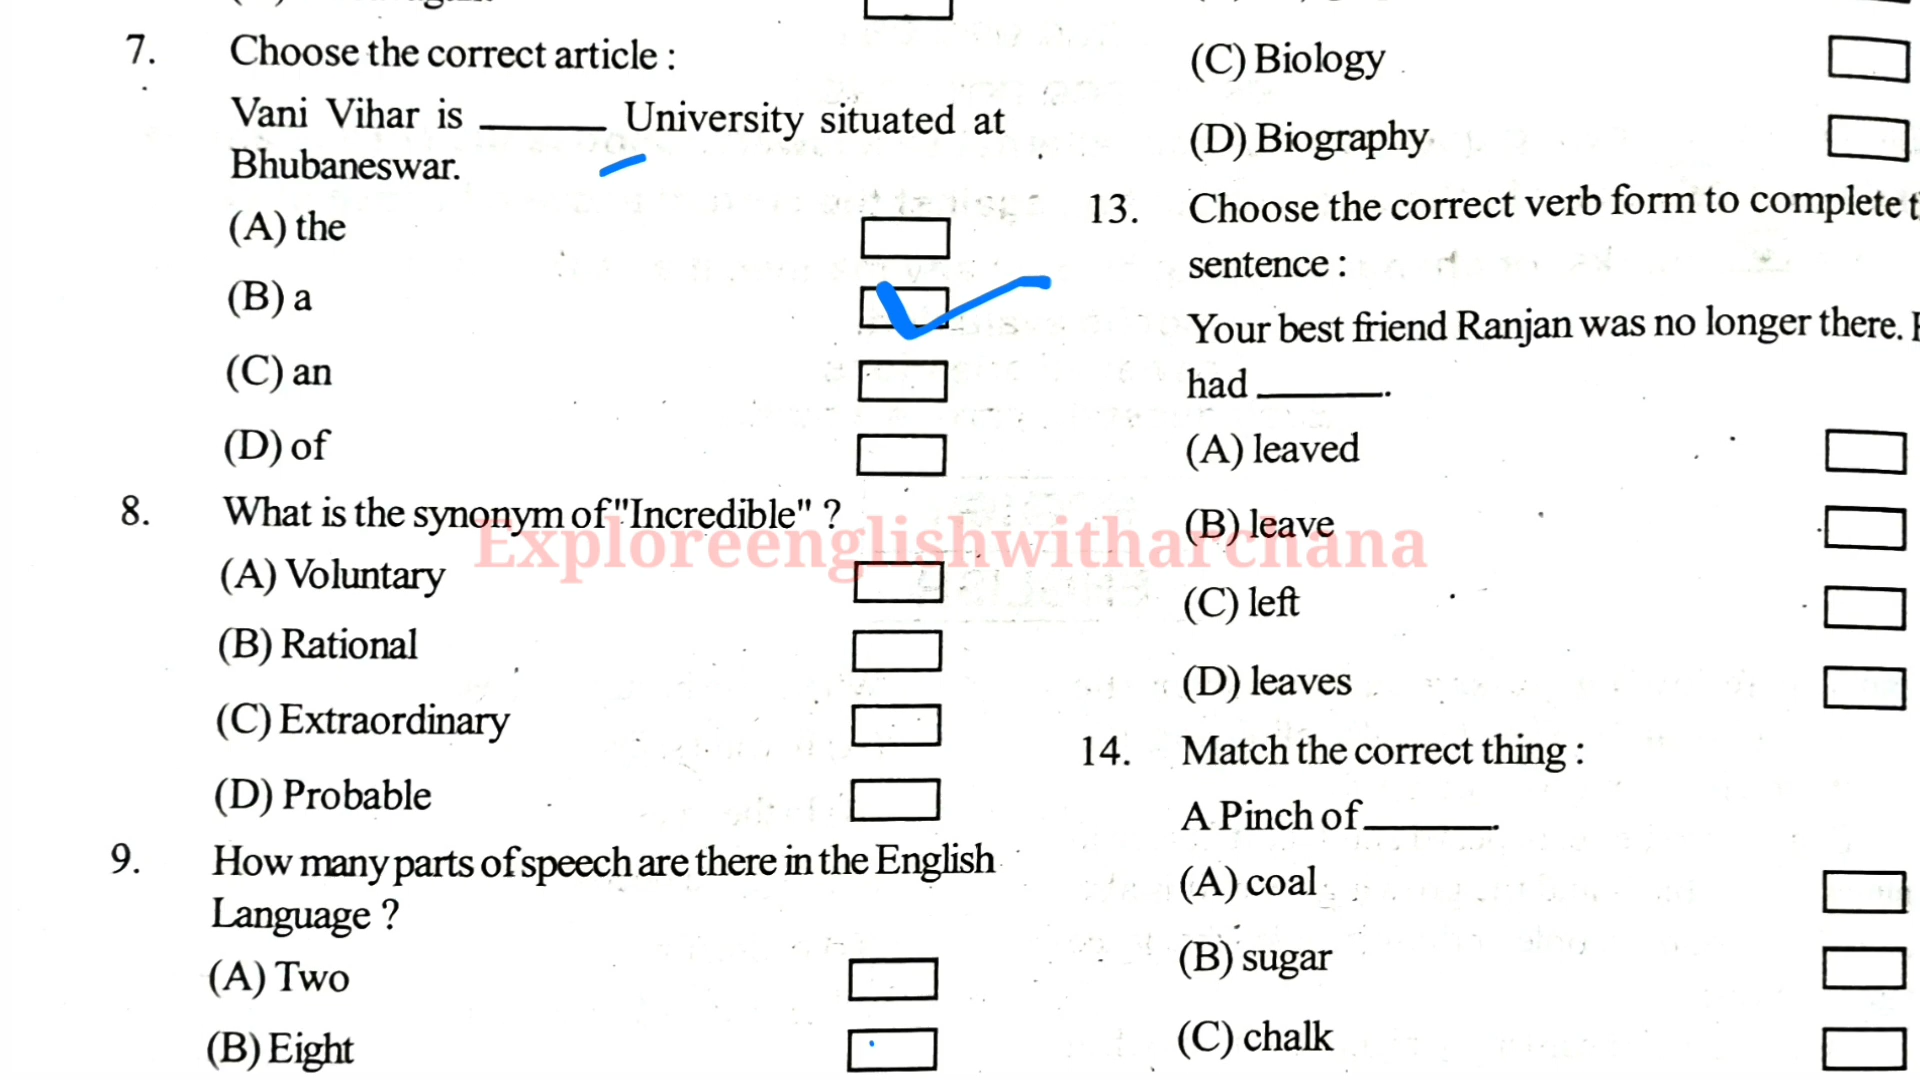 7. Choose the correct article :
Vani Vihar is ______ University situated at
Bhubaneswar.
(A) the
(B) a
(C) an
(D) of
8. What is the synonym of "Incredible" ?
(A) Voluntary
(B) Rational
(C) Extraordinary
(D) Probable
9. How many parts of speech are there in the English
Language ?
(A) Two
(B) Eight
(C) Biology
(D) Biography
13. Choose the correct verb form to complete
sentence :
Your best friend Ranjan was no longer there.
had ______.
(A) leaved
(B) leave
(C) left
(D) leaves
14. Match the correct thing :
A Pinch of ______.
(A) coal
(B) sugar
(C) chalk
Exploreenglishwitharchana